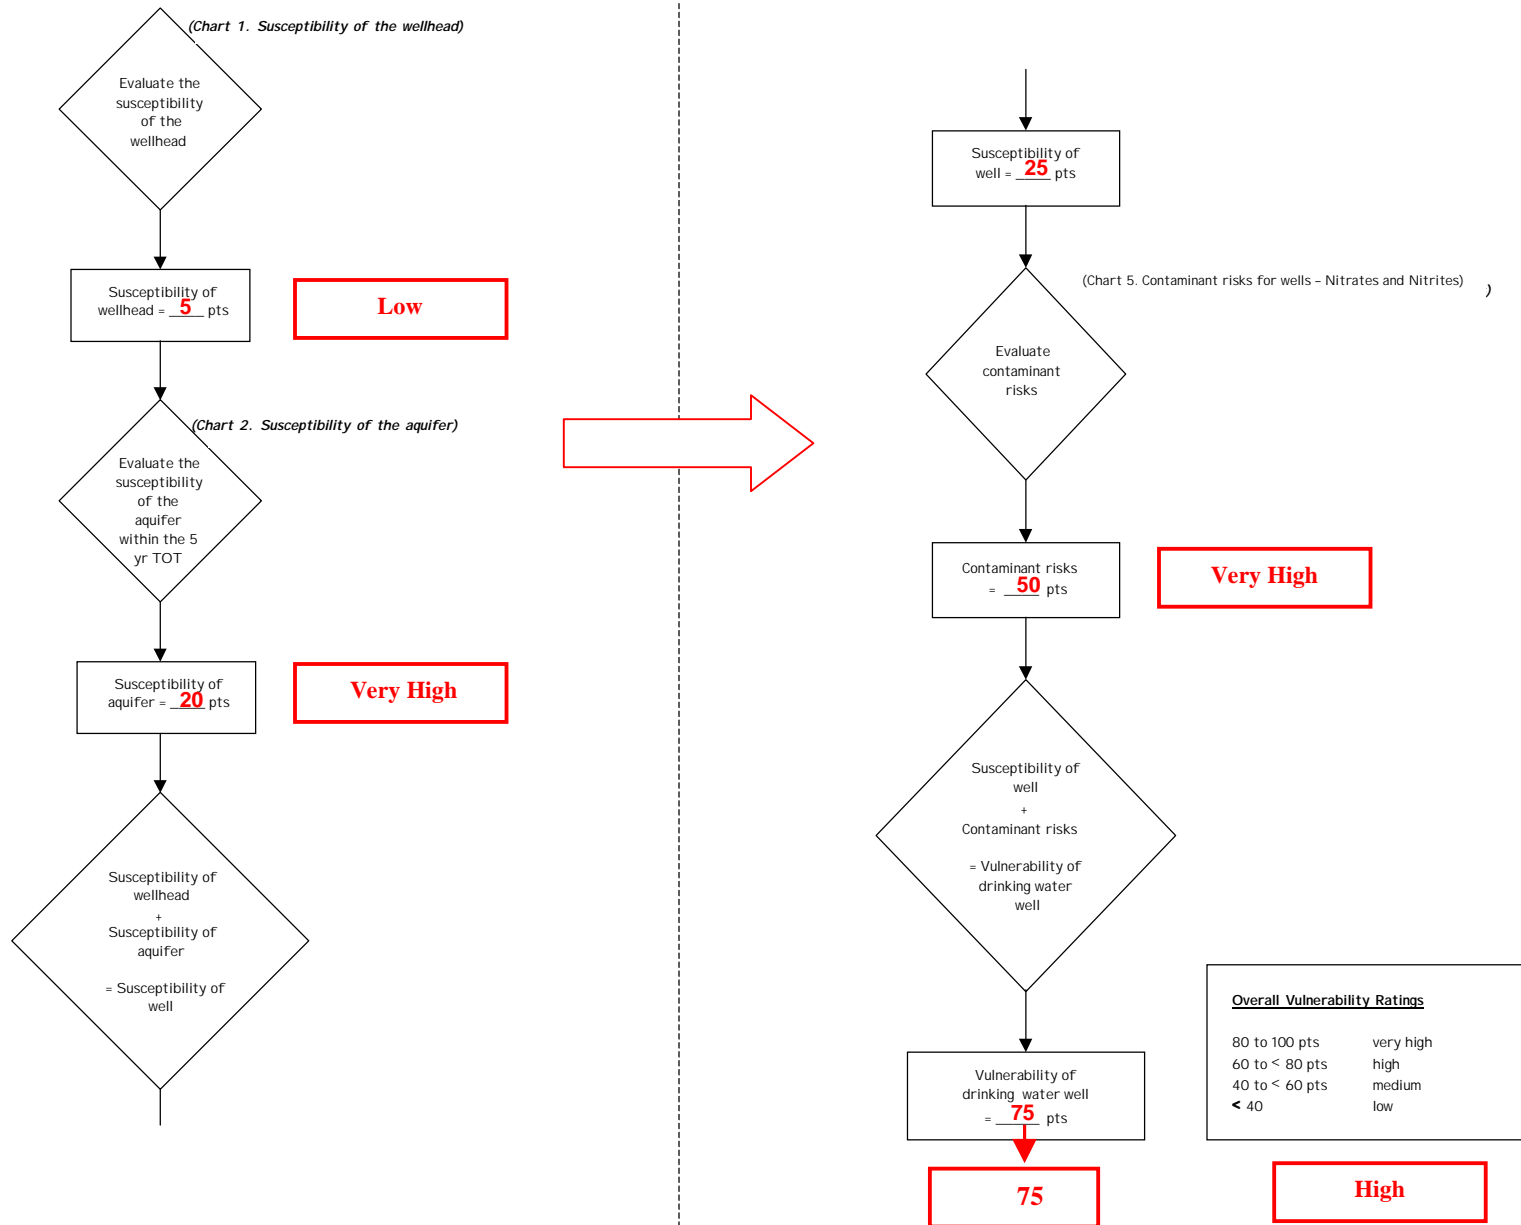 (Chart 1. Susceptibility of the wellhead)
Evaluate the
susceptibility
of the
wellhead
Susceptibility of
wellhead = 5 pts
Low
(Chart 2. Susceptibility of the aquifer)
Evaluate the
susceptibility
of the
aquifer
within the 5
yr TOT
Susceptibility of
aquifer = 20 pts
Very High
Susceptibility of
wellhead
+
Susceptibility of
aquifer
= Susceptibility of
well
Susceptibility of
well = 25 pts
(Chart 5. Contaminant risks for wells – Nitrates and Nitrites)
)
Evaluate
contaminant
risks
Contaminant risks
= 50 pts
Very High
Susceptibility of
well
+
Contaminant risks
= Vulnerability of
drinking water
well
Vulnerability of
drinking water well
= 75 pts
75
Overall Vulnerability Ratings
80 to 100 pts very high
60 to < 80 pts high
40 to < 60 pts medium
< 40 low
High